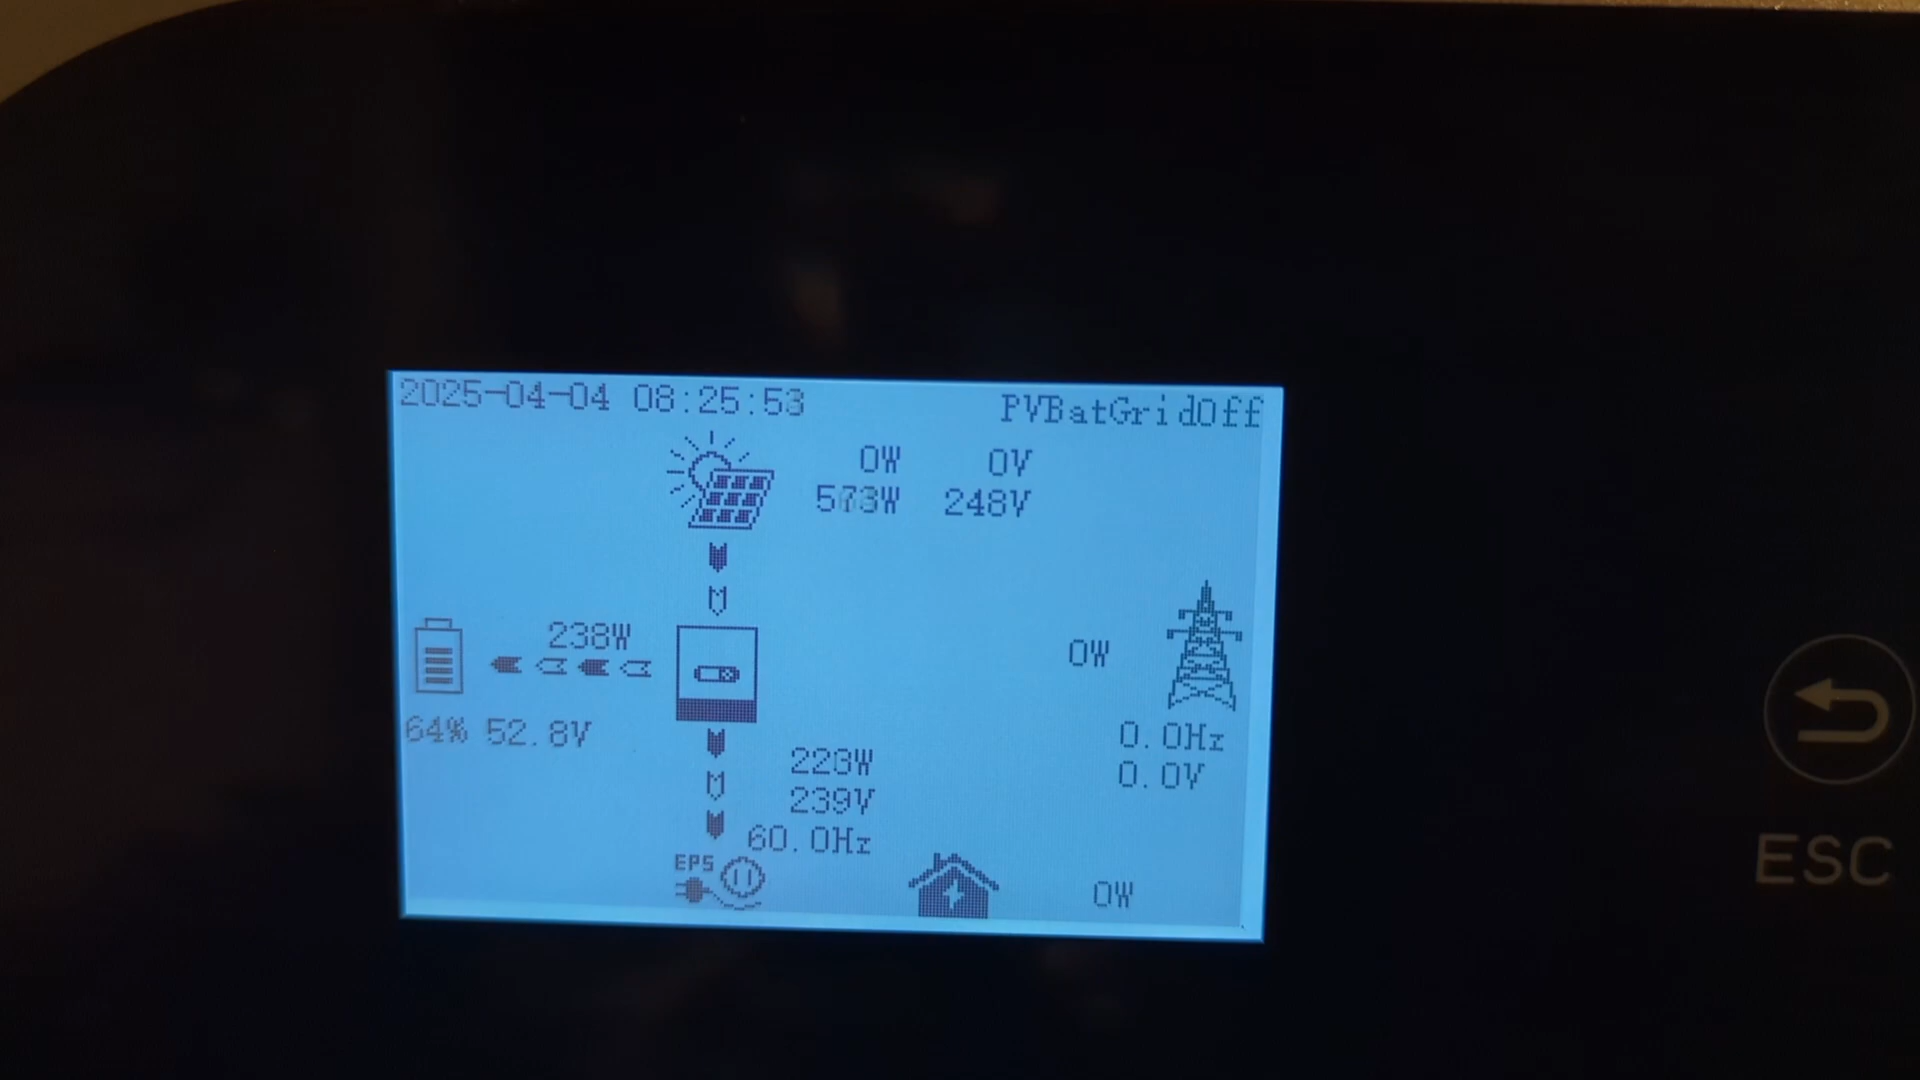 2025-04-04 08:25:53 PVBatGridOff
0W 0V
573W 248V
238W
0W
64% 52.8V
0.0Hz
223W
0.0V
239V
60.0Hz
EPS
0W
ESC